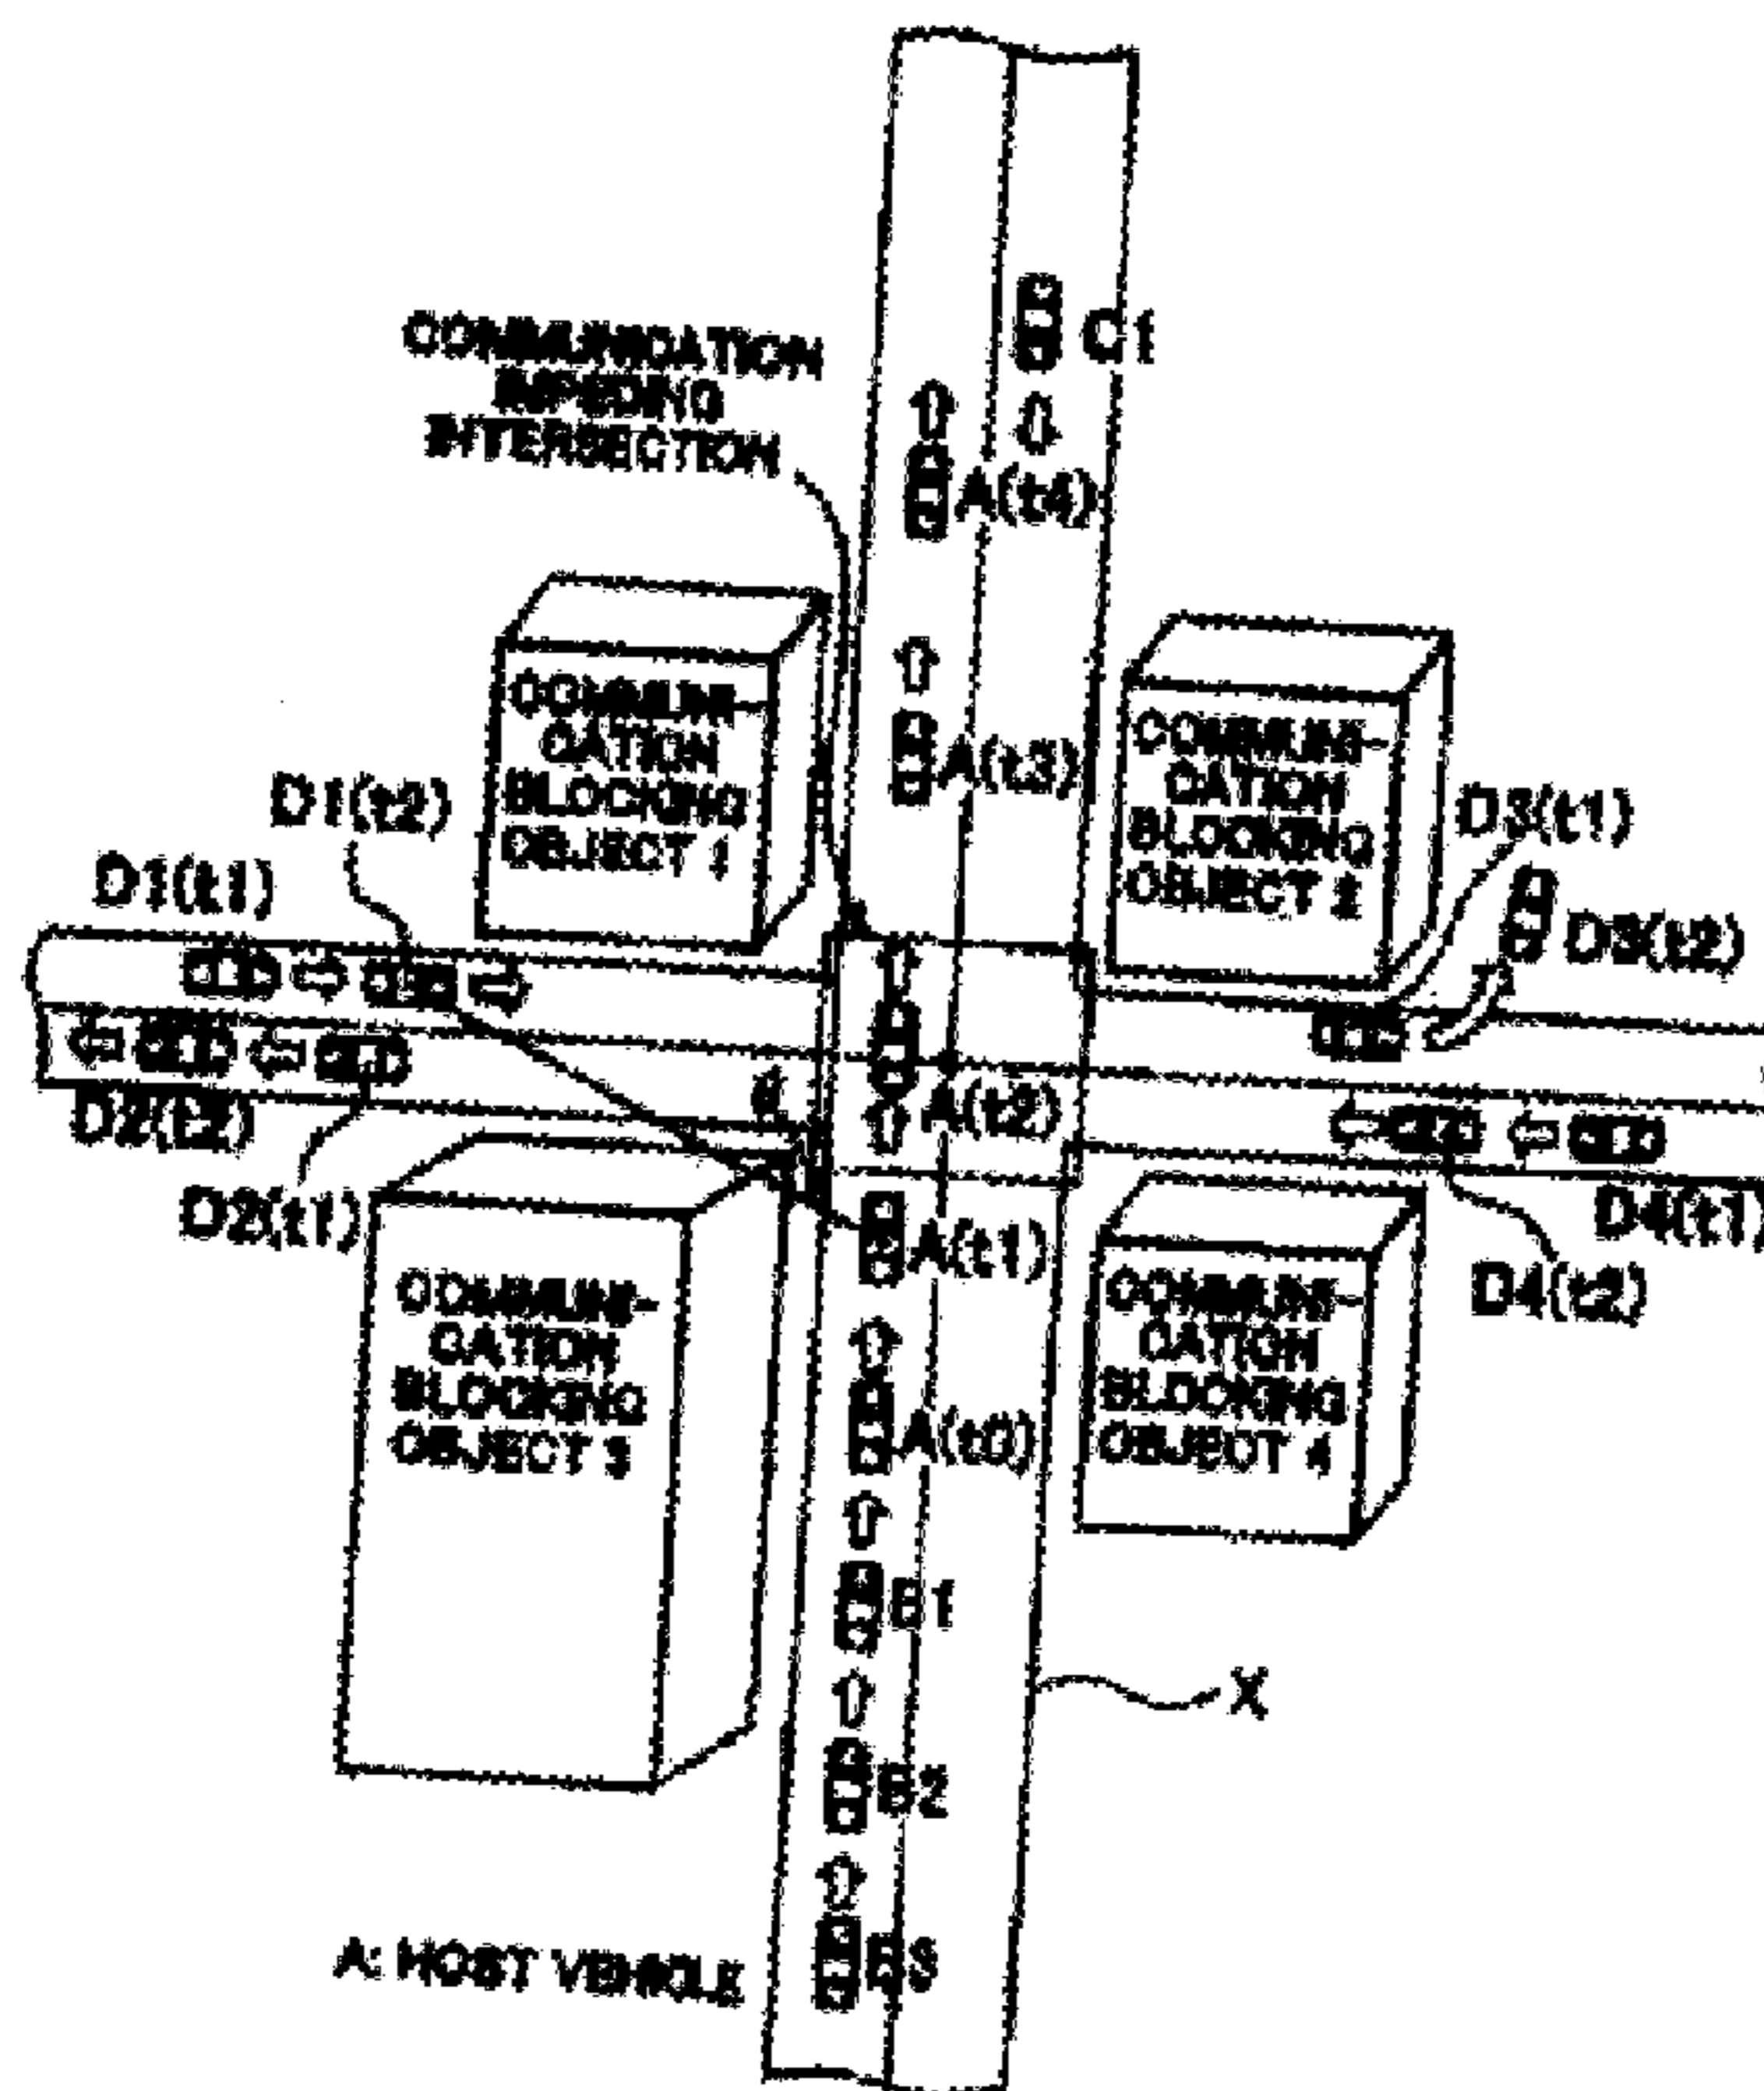 C1
COMMUNICATION
IMPEDING
INTERSECTION
A(t4)
COMMUNI-
CATION
BLOCKING
OBJECT 1
COMMUNI-
CATION
BLOCKING
OBJECT 2
A(t3)
D1(t2)
D3(t1)
D1(t1)
D3(t2)
d
A(t2)
D2(t2)
D2(t1)
D4(t1)
A(t1)
D4(t2)
COMMUNI-
CATION
BLOCKING
OBJECT 3
COMMUNI-
CATION
BLOCKING
OBJECT 4
A(t0)
B1
X
B2
A: HOST VEHICLE
B3